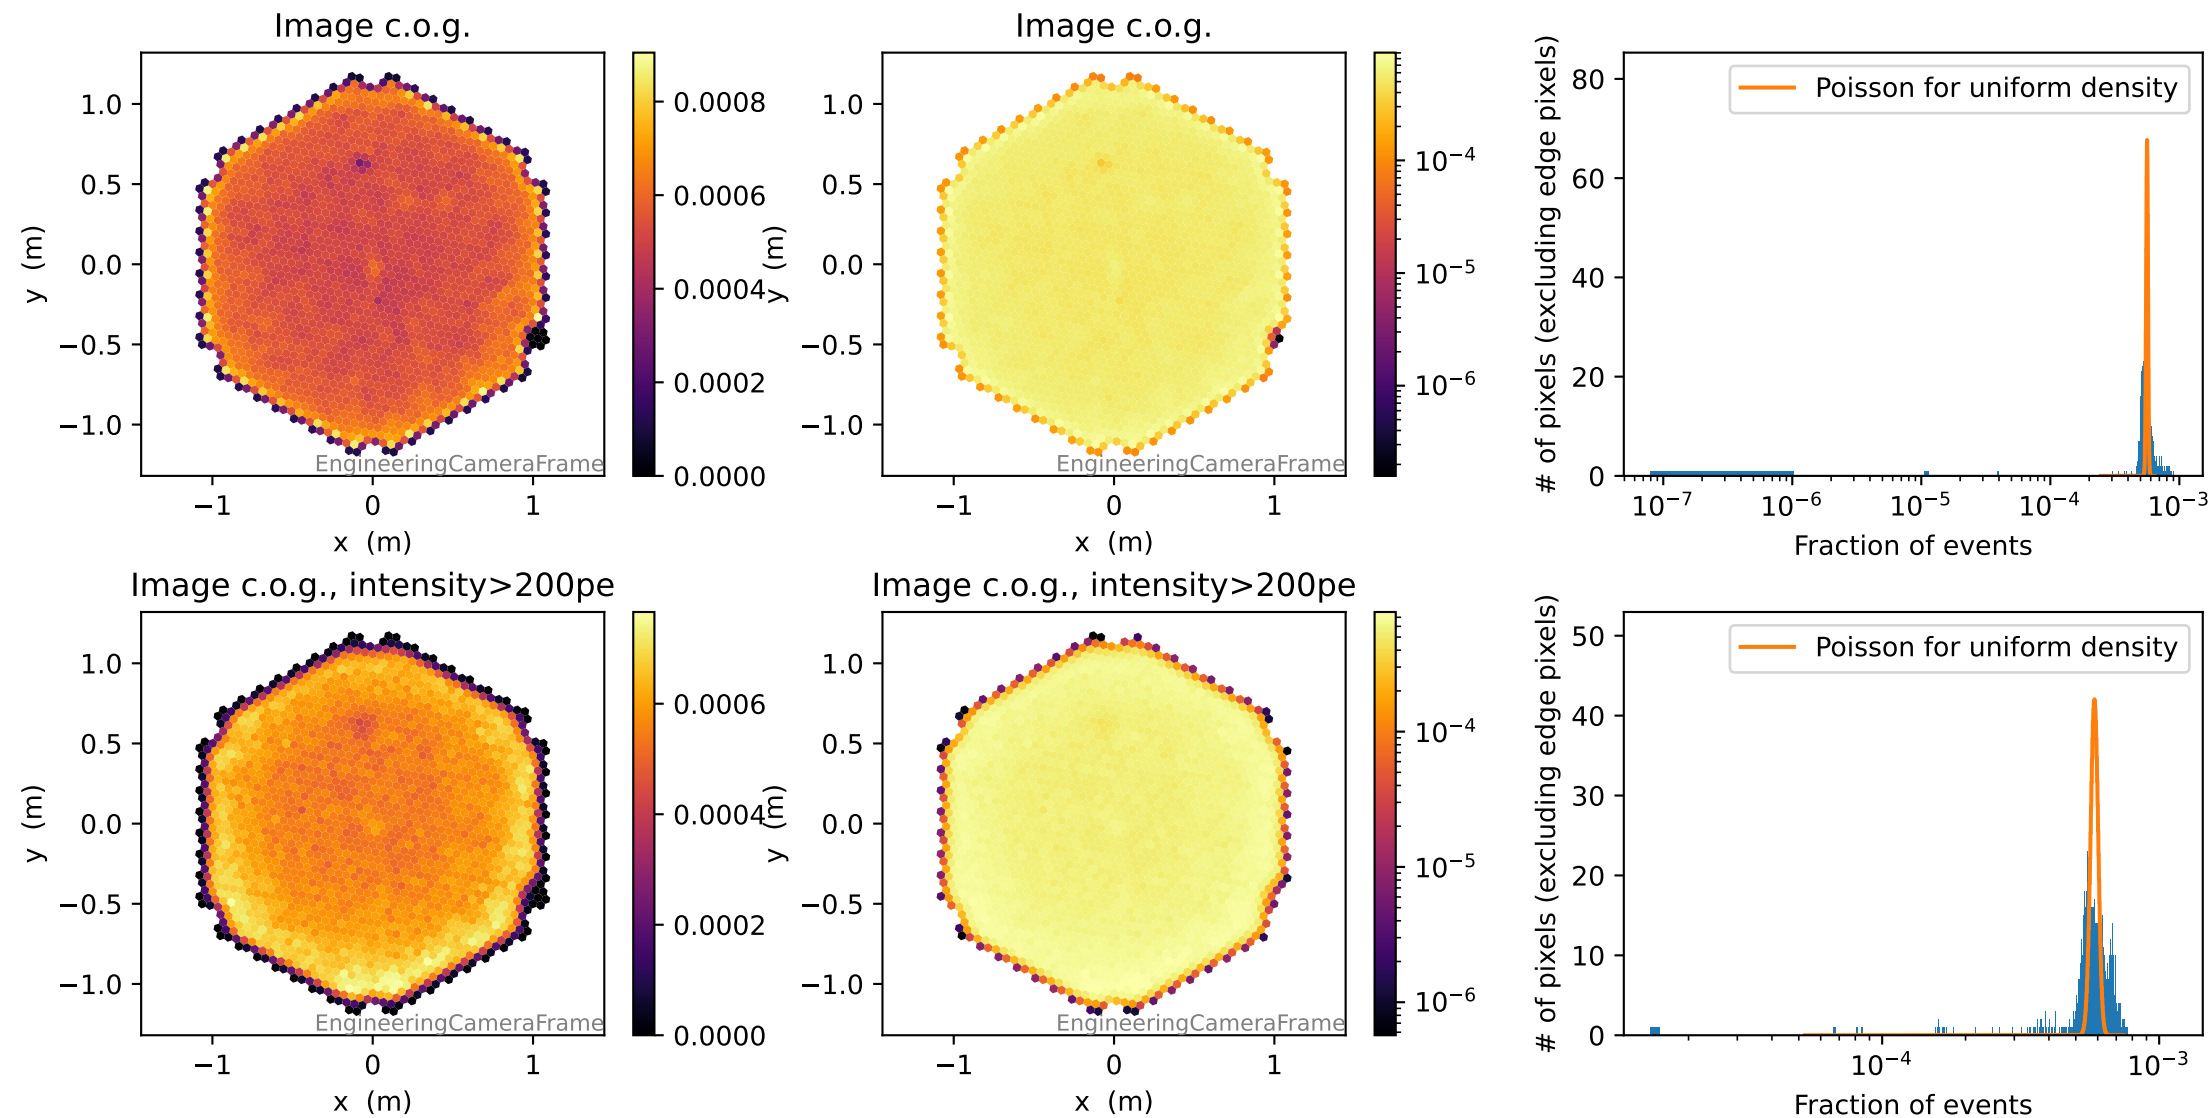 Image c.o.g.
1.0
0.5
0.0
−0.5
−1.0
y (m)
−1
0
1
x (m)
EngineeringCameraFrame
0.0008
0.0006
0.0004
0.0002
0.0000
Image c.o.g.
1.0
0.5
0.0
−0.5
−1.0
y (m)
−1
0
1
x (m)
EngineeringCameraFrame
10⁻⁴
10⁻⁵
10⁻⁶
# of pixels (excluding edge pixels)
80
60
40
20
0
Poisson for uniform density
10⁻⁷
10⁻⁶
10⁻⁵
10⁻⁴
10⁻³
Fraction of events
Image c.o.g., intensity>200pe
1.0
0.5
0.0
−0.5
−1.0
y (m)
−1
0
1
x (m)
EngineeringCameraFrame
0.0006
0.0004
0.0002
0.0000
Image c.o.g., intensity>200pe
1.0
0.5
0.0
−0.5
−1.0
y (m)
−1
0
1
x (m)
EngineeringCameraFrame
10⁻⁴
10⁻⁵
10⁻⁶
# of pixels (excluding edge pixels)
50
40
30
20
10
0
Poisson for uniform density
10⁻⁴
10⁻³
Fraction of events